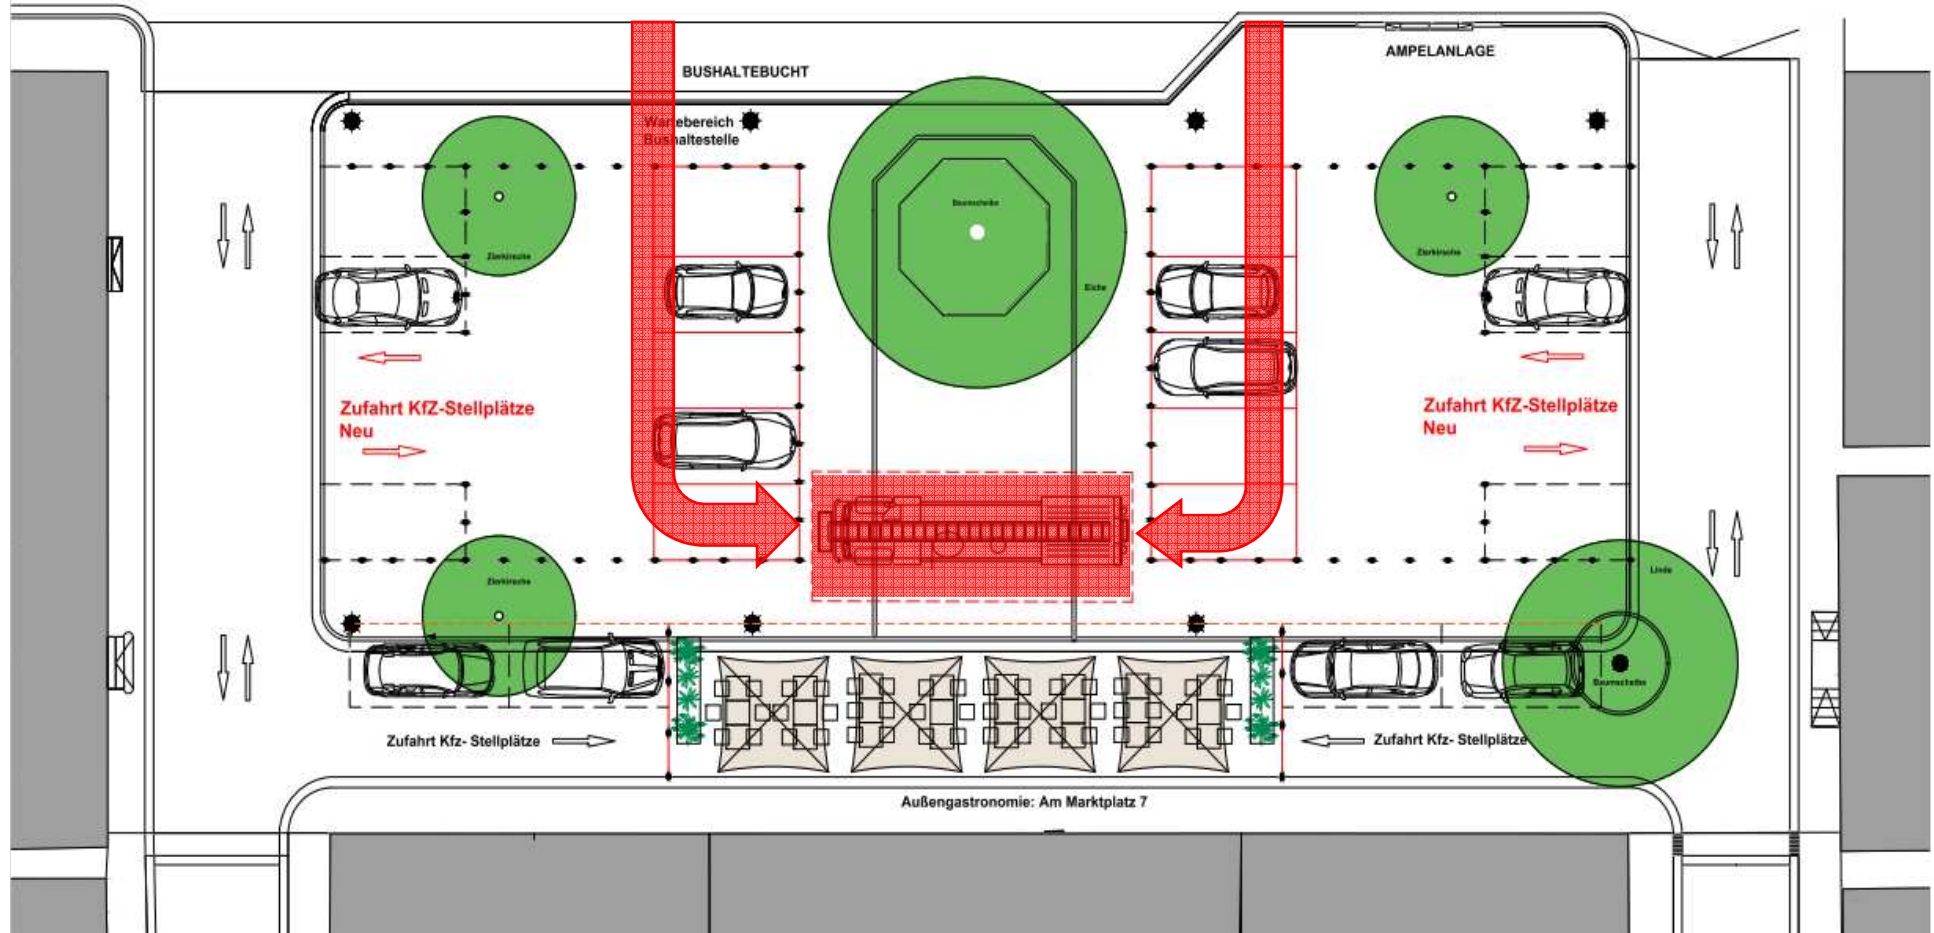 AMPELANLAGE
BUSHALTEBUCHT
Wartebereich
Bushaltestelle
Baumscheibe
Zierkirsche
Zierkirsche
Eiche
Zufahrt KfZ-Stellplätze
Neu
Zufahrt KfZ-Stellplätze
Neu
Zierkirsche
Linde
Baumscheibe
Zufahrt Kfz- Stellplätze
Zufahrt Kfz- Stellplätze
Außengastronomie: Am Marktplatz 7